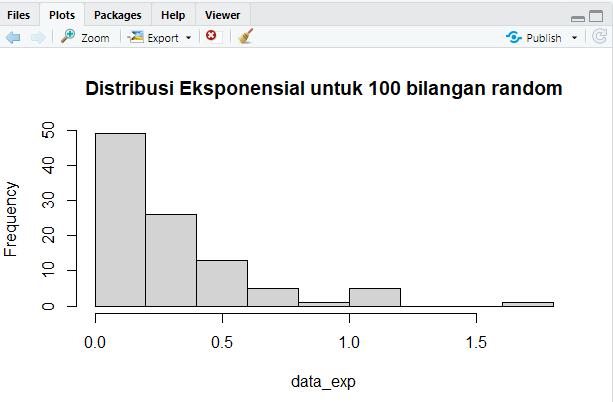 Files Plots Packages Help Viewer
Zoom Export Publish
Distribusi Eksponensial untuk 100 bilangan random
Frequency
50
40
30
20
10
0
0.0 0.5 1.0 1.5
data_exp